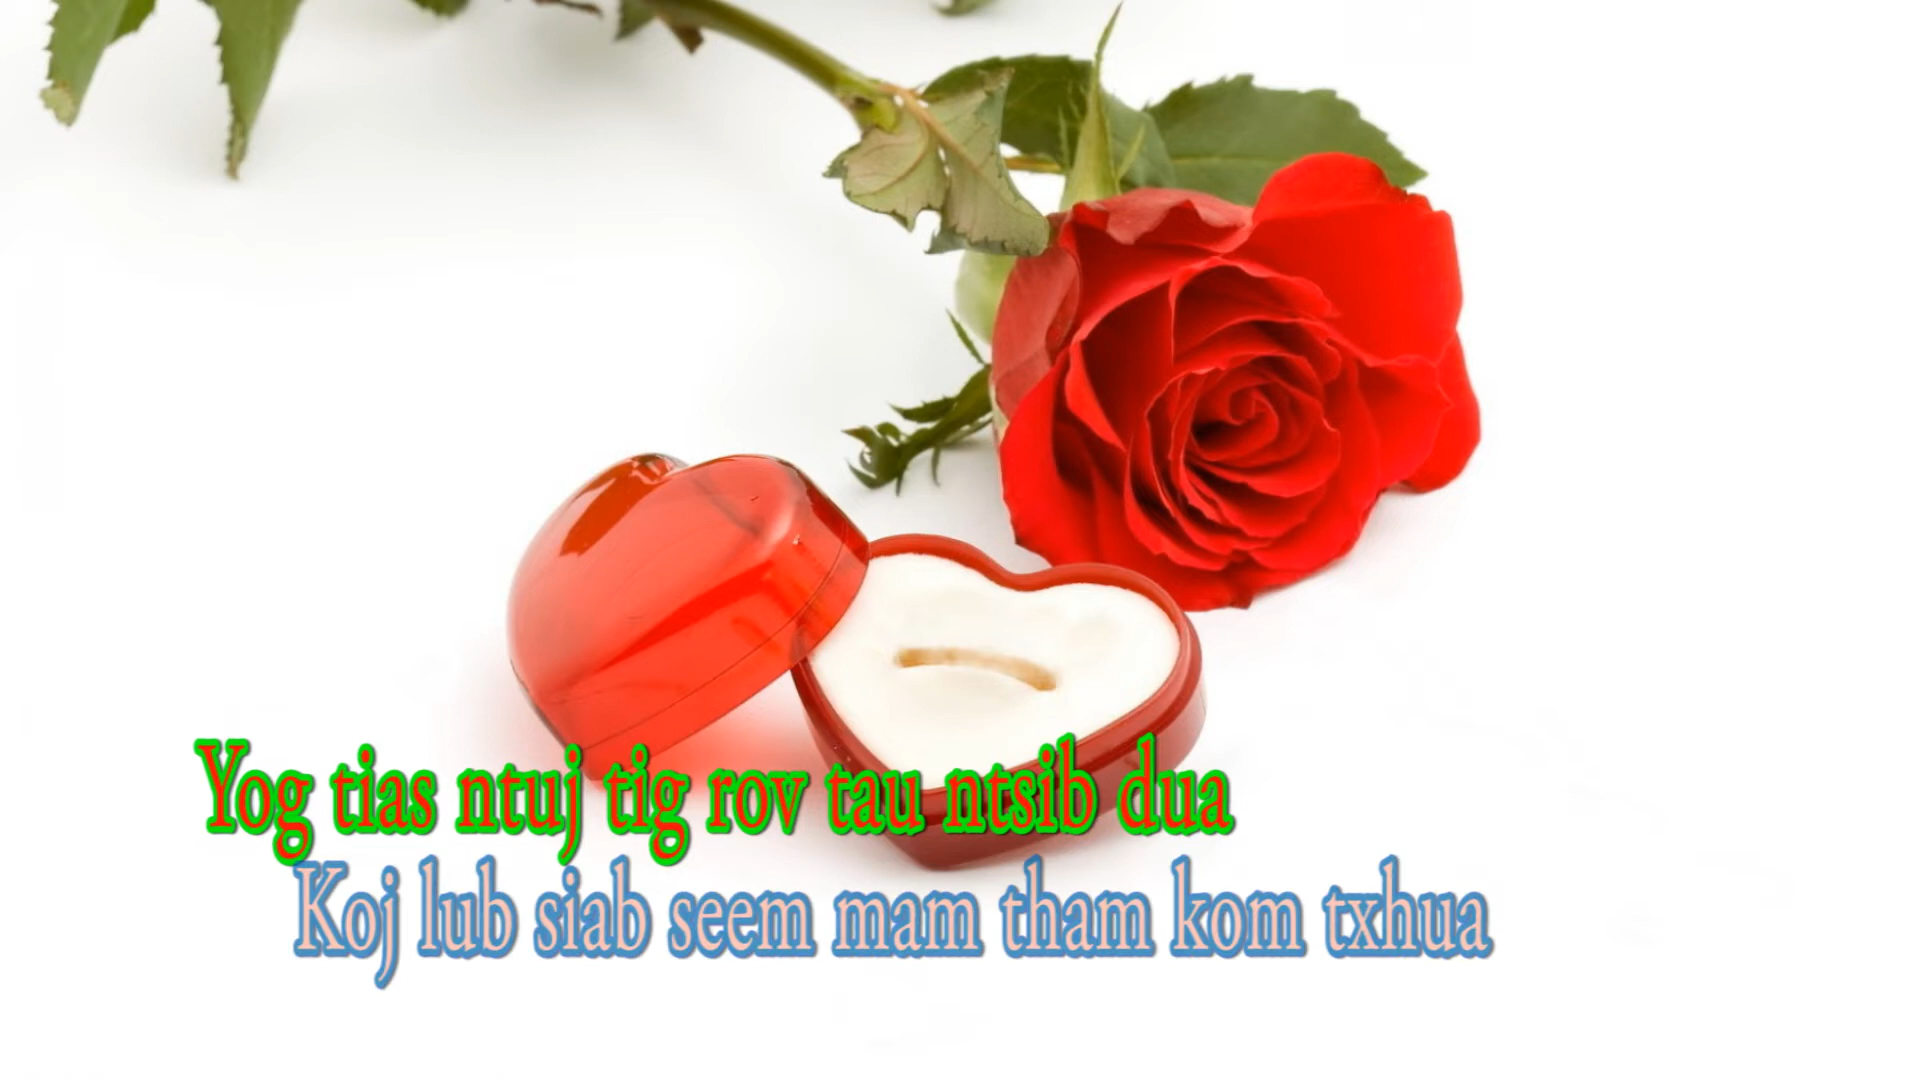 Yog tias ntuj tig rov tau ntsib dua
Koj lub siab seem mam tham kom txhua